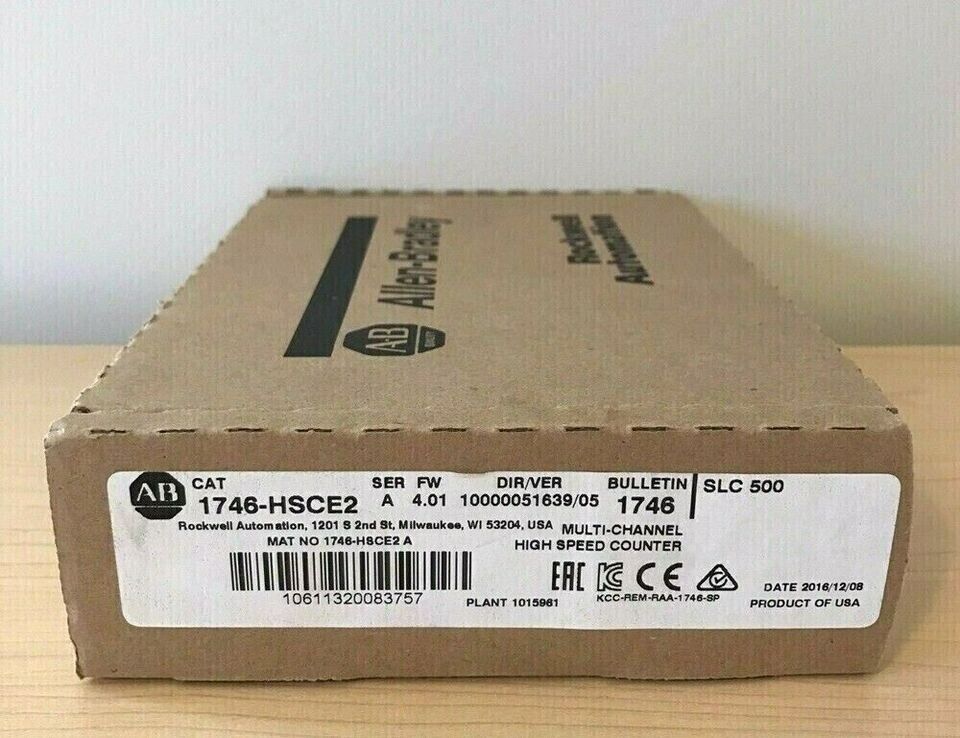 Allen-Bradley
A-B
QUALITY
Rockwell
Automation
AB
CAT
1746-HSCE2
SER FW
A 4.01
DIR/VER
10000051639/05
BULLETIN
1746
SLC 500
Rockwell Automation, 1201 S 2nd St, Milwaukee, WI 53204, USA
MAT NO 1746-HSCE2 A
MULTI-CHANNEL
HIGH SPEED COUNTER
10611320083757
PLANT 1015961
EAC KC CE
KCC-REM-RAA-1746-SP
DATE 2016/12/08
PRODUCT OF USA